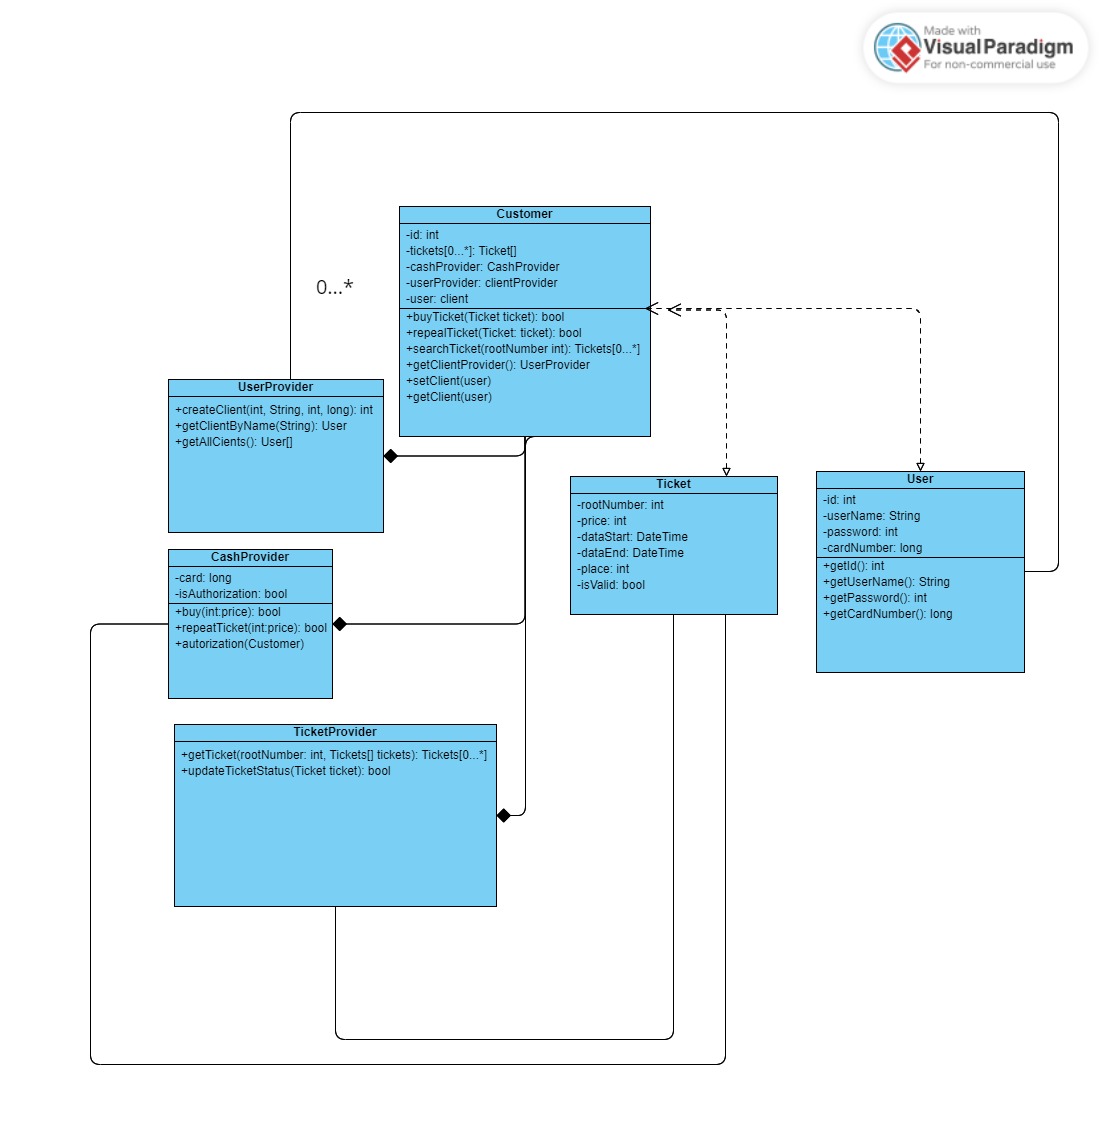 Made with
Visual Paradigm
For non-commercial use
Customer
-id: int
-tickets[0...*]: Ticket[]
-cashProvider: CashProvider
-userProvider: clientProvider
-user: client
+buyTicket(Ticket ticket): bool
+repealTicket(Ticket: ticket): bool
+searchTicket(rootNumber int): Tickets[0...*]
+getClientProvider(): UserProvider
+setClient(user)
+getClient(user)
0...*
UserProvider
+createClient(int, String, int, long): int
+getClientByName(String): User
+getAllCients(): User[]
Ticket
-rootNumber: int
-price: int
-dataStart: DateTime
-dataEnd: DateTime
-place: int
-isValid: bool
User
-id: int
-userName: String
-password: int
-cardNumber: long
+getId(): int
+getUserName(): String
+getPassword(): int
+getCardNumber(): long
CashProvider
-card: long
-isAuthorization: bool
+buy(int:price): bool
+repeatTicket(int:price): bool
+autorization(Customer)
TicketProvider
+getTicket(rootNumber: int, Tickets[] tickets): Tickets[0...*]
+updateTicketStatus(Ticket ticket): bool